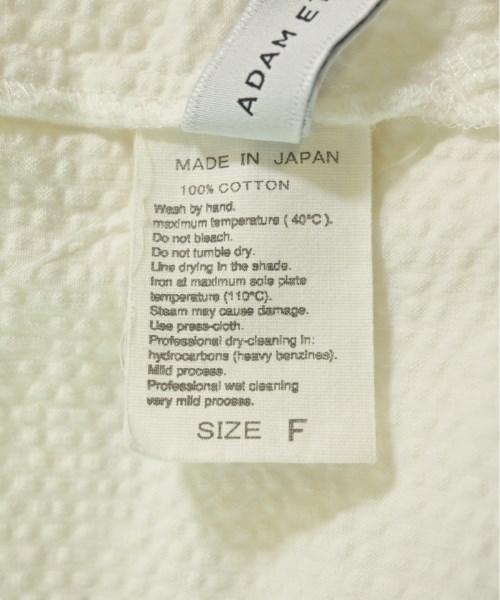 ADAM ET
MADE IN JAPAN
100% COTTON
Wash by hand.
maximum temperature ( 40°C ).
Do not bleach.
Do not tumble dry.
Line drying in the shade.
Iron at maximum sole plate
temperature (110°C).
Steam may cause damage.
Use press-cloth.
Professional dry-cleaning in:
hydrocarbons (heavy benzines).
Mild process.
Professional wet cleaning
very mild process.
SIZE F